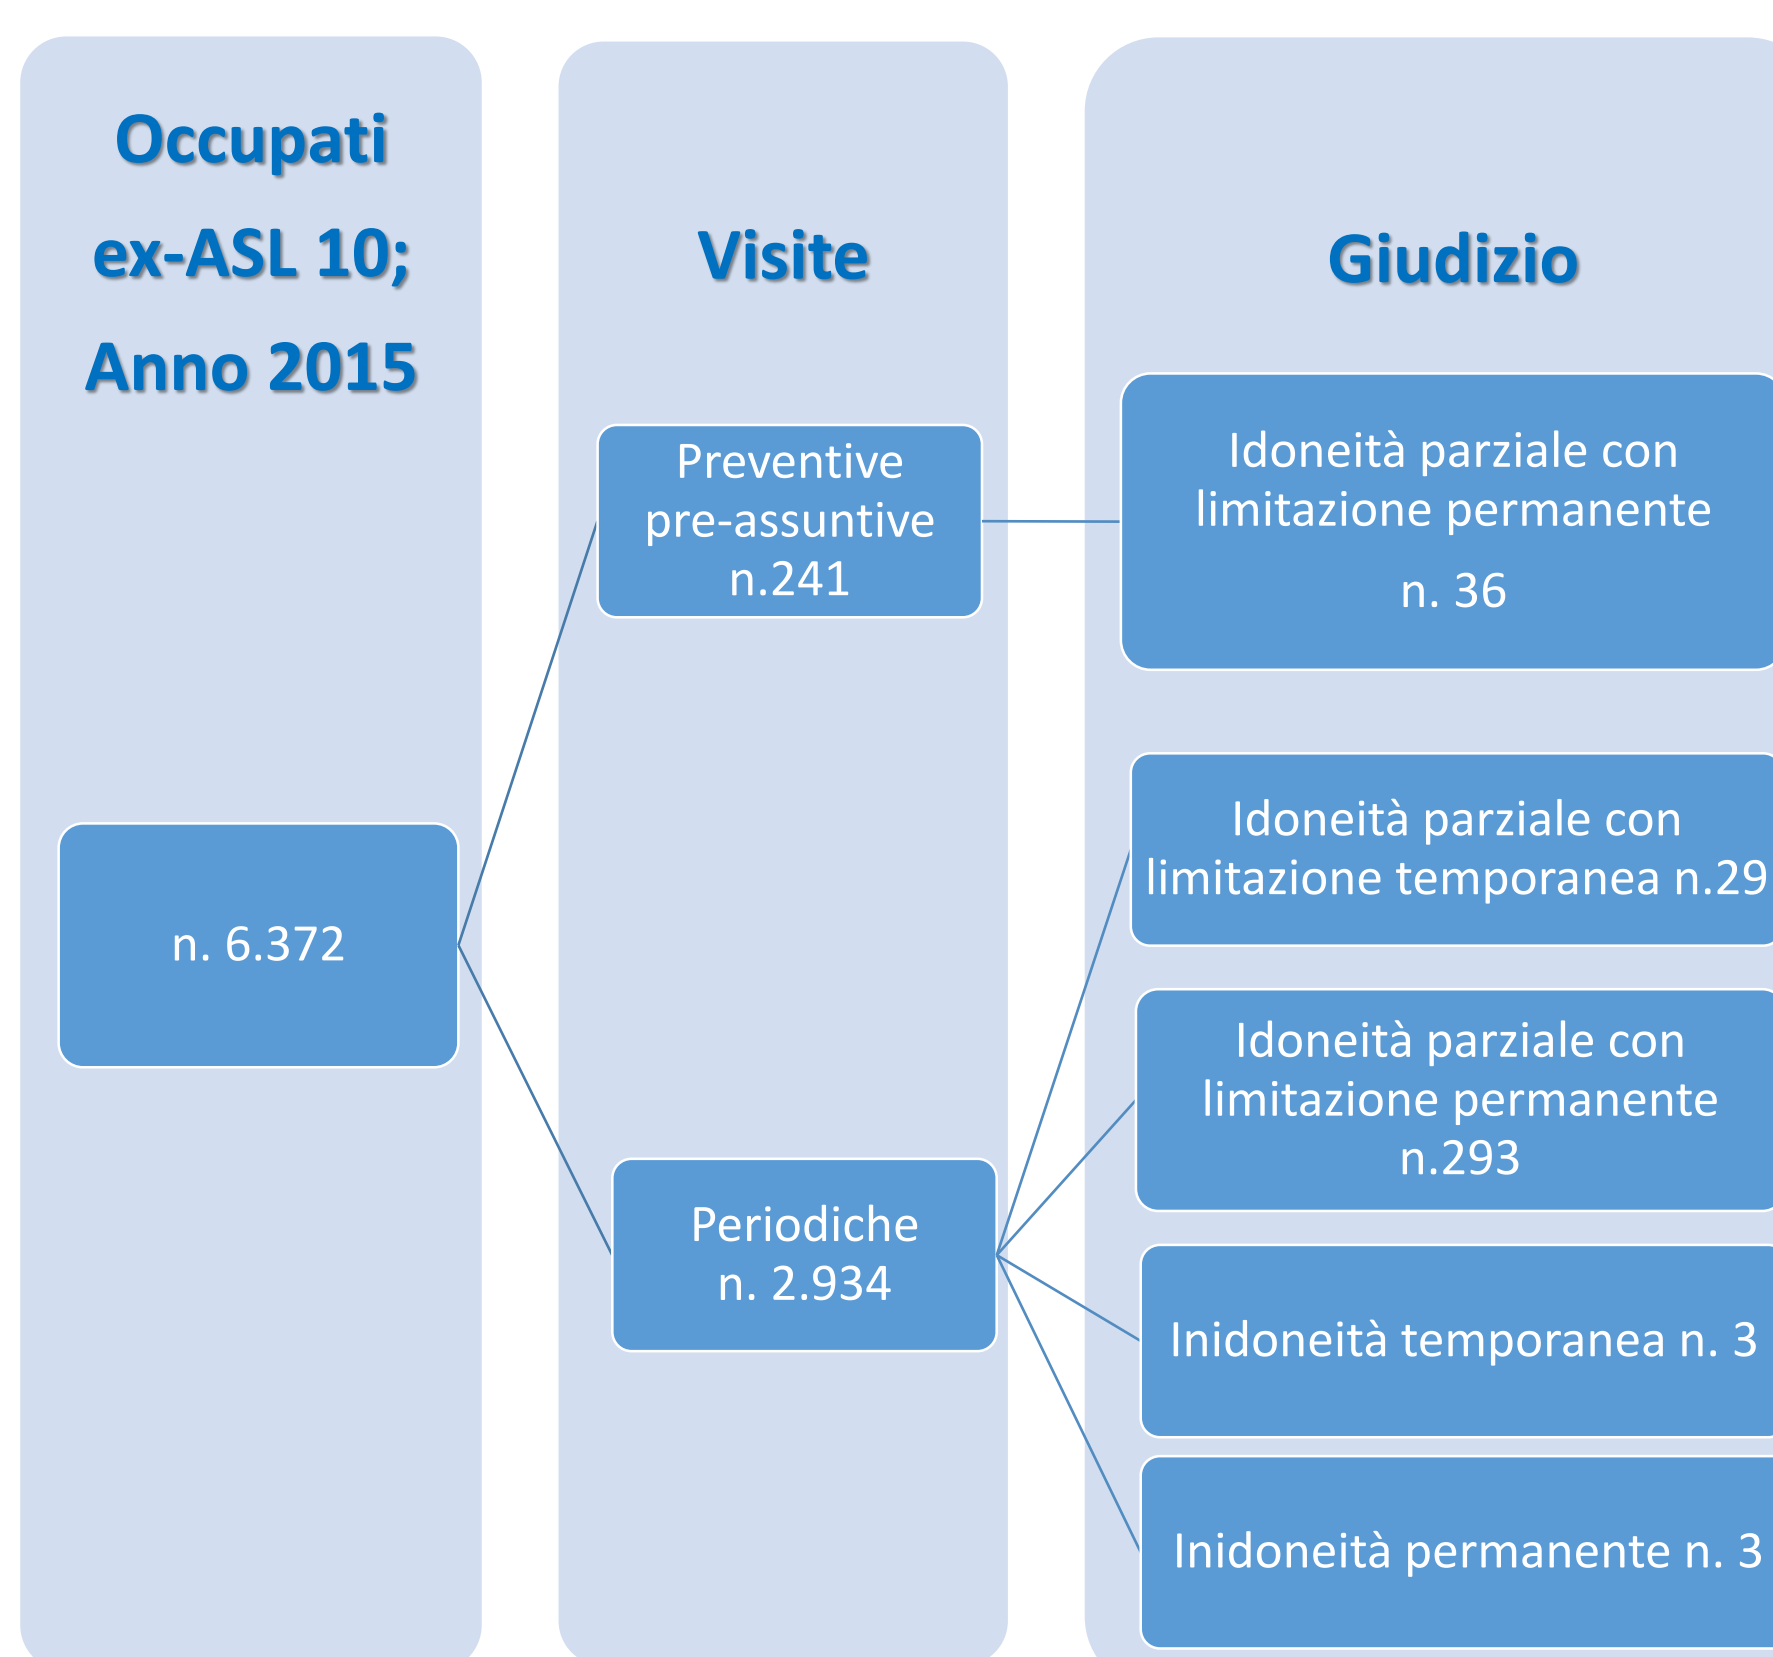 Occupati
ex-ASL 10;
Anno 2015
n. 6.372
Visite
Preventive
pre-assuntive
n.241
Periodiche
n. 2.934
Giudizio
Idoneità parziale con
limitazione permanente
n. 36
Idoneità parziale con
limitazione temporanea n.29
Idoneità parziale con
limitazione permanente
n.293
Inidoneità temporanea n. 3
Inidoneità permanente n. 3